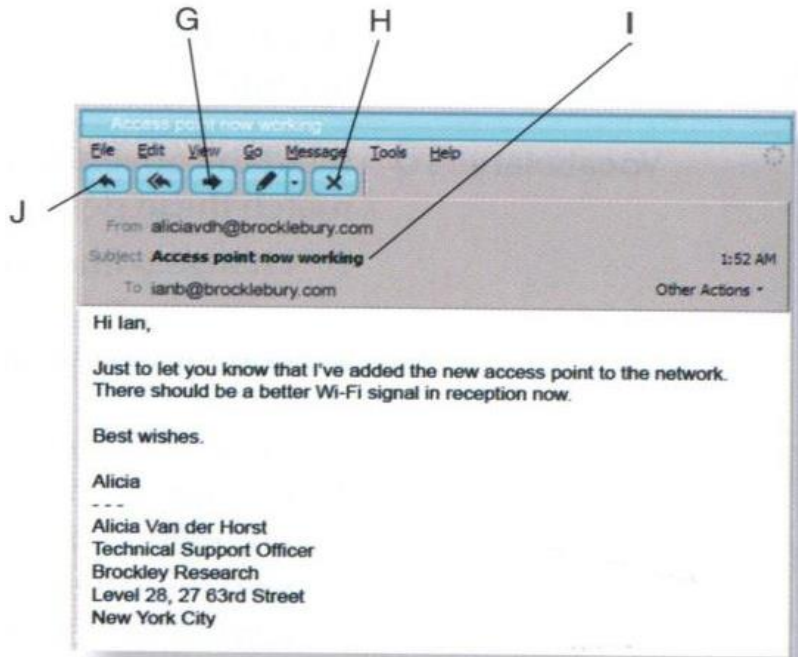 G H I
Access point now working
File Edit View Go Message Tools Help
J
From aliciavdh@brocklebury.com
Subject Access point now working 1:52 AM
To ianb@brocklebury.com Other Actions
Hi Ian,
Just to let you know that I've added the new access point to the network.
There should be a better Wi-Fi signal in reception now.
Best wishes.
Alicia
- - -
Alicia Van der Horst
Technical Support Officer
Brockley Research
Level 28, 27 63rd Street
New York City